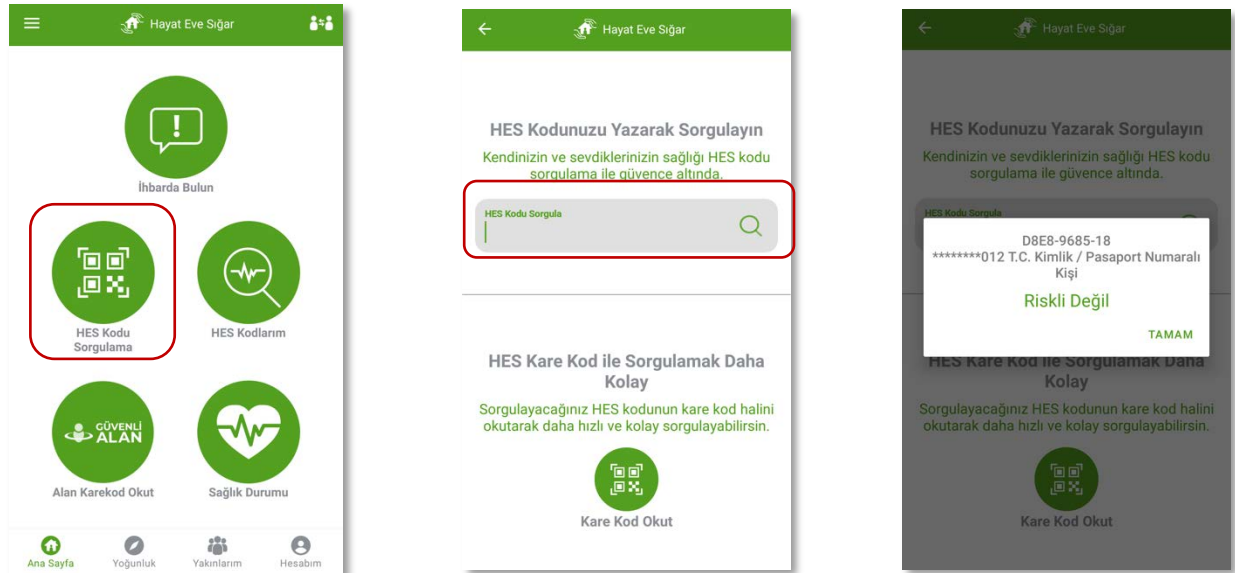 Hayat Eve Sığar
İhbarda Bulun
HES Kodu
Sorgulama
HES Kodlarım
GÜVENLİ
ALAN
Alan Karekod Okut
Sağlık Durumu
Ana Sayfa
Yoğunluk
Yakınlarım
Hesabım
Hayat Eve Sığar
HES Kodunuzu Yazarak Sorgulayın
Kendinizin ve sevdiklerinizin sağlığı HES kodu
sorgulama ile güvence altında.
HES Kodu Sorgula
HES Kare Kod ile Sorgulamak Daha
Kolay
Sorgulayacağınız HES kodunun kare kod halini
okutarak daha hızlı ve kolay sorgulayabilirsin.
Kare Kod Okut
Hayat Eve Sığar
HES Kodunuzu Yazarak Sorgulayın
Kendinizin ve sevdiklerinizin sağlığı HES kodu
sorgulama ile güvence altında.
HES Kodu Sorgula
D8E8-9685-18
********012 T.C. Kimlik / Pasaport Numaralı
Kişi
Riskli Değil
TAMAM
HES Kare Kod ile Sorgulamak Daha
Kolay
Sorgulayacağınız HES kodunun kare kod halini
okutarak daha hızlı ve kolay sorgulayabilirsin.
Kare Kod Okut